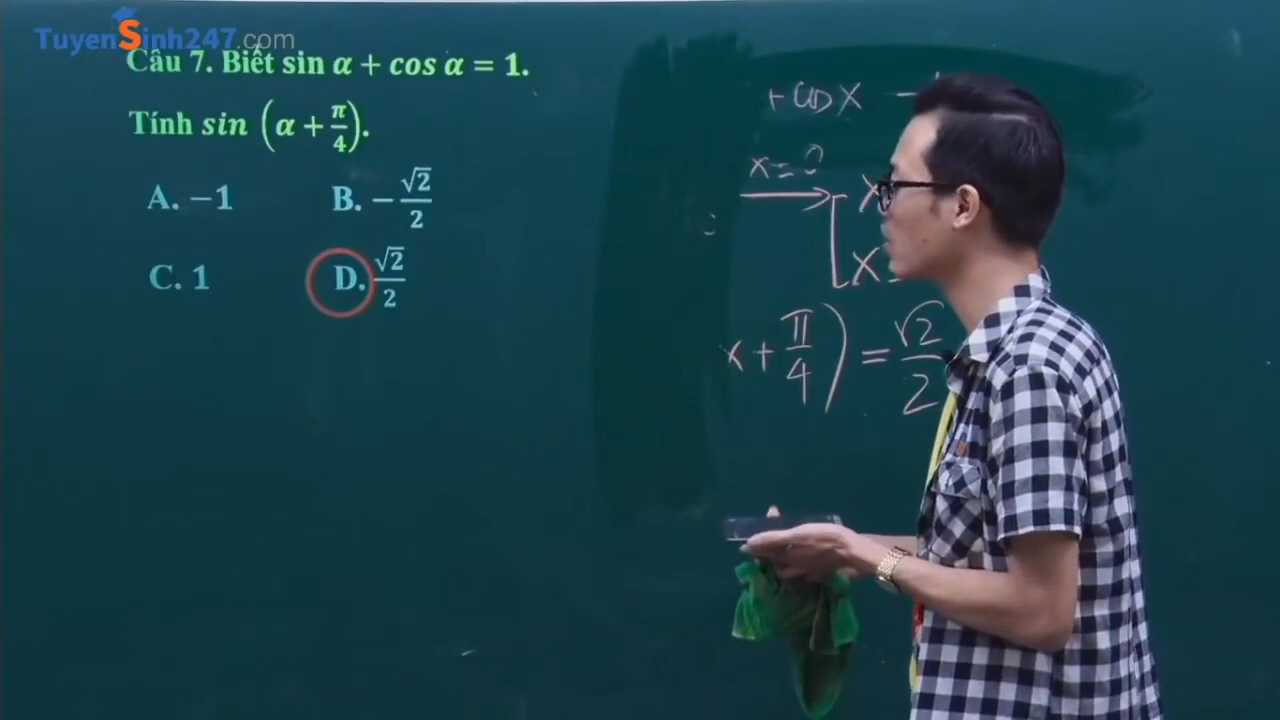 TuyenSinh247.com
Câu 7. Biết sin α + cos α = 1.
Tính sin (α + π/4).
A. −1 B. −√2/2
C. 1 D. √2/2
+ cos x
x = 0
x
x
x + π/4) = √2/2